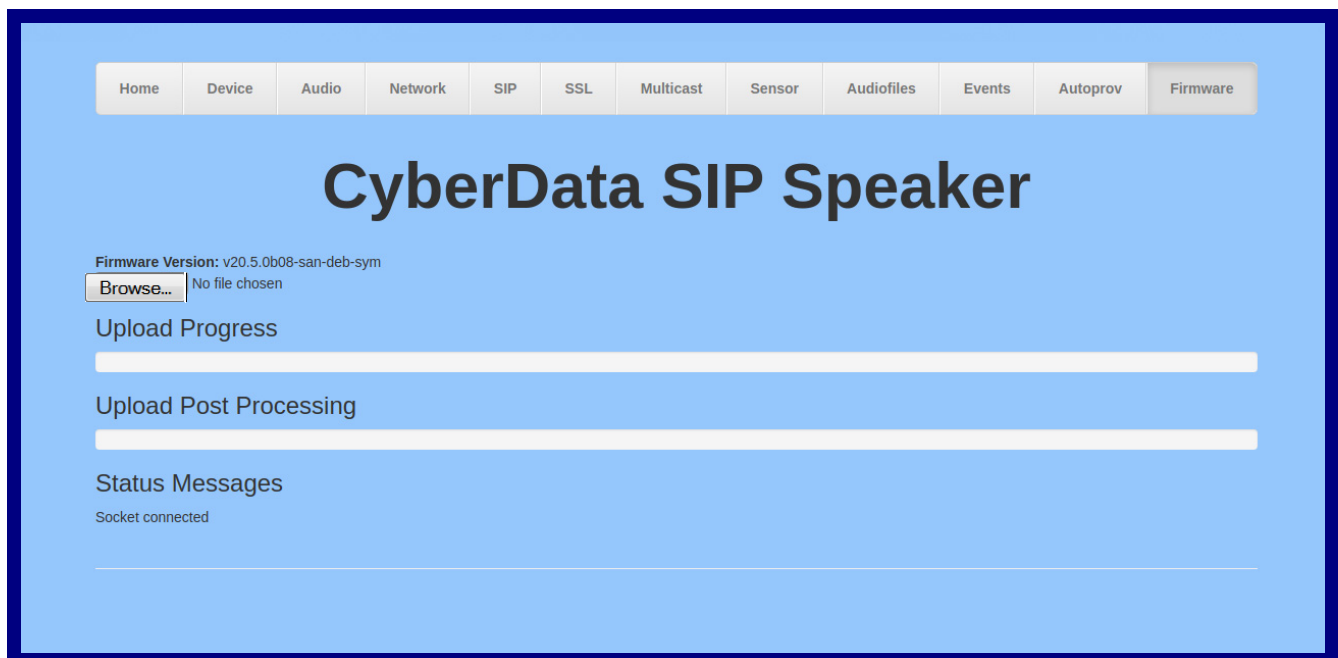 Home Device Audio Network SIP SSL Multicast Sensor Audiofiles Events Autoprov Firmware
CyberData SIP Speaker
Firmware Version: v20.5.0b08-san-deb-sym
Browse... No file chosen
Upload Progress
Upload Post Processing
Status Messages
Socket connected